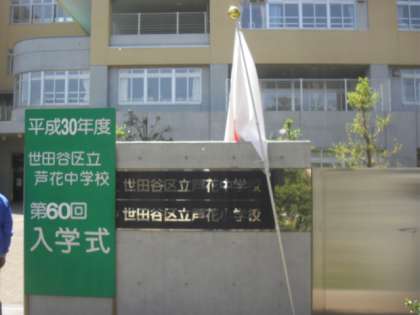 平成30年度
世田谷区立
芦花中学校
第60回
入学式
世田谷区立芦花中学
世田谷区立芦花小学校